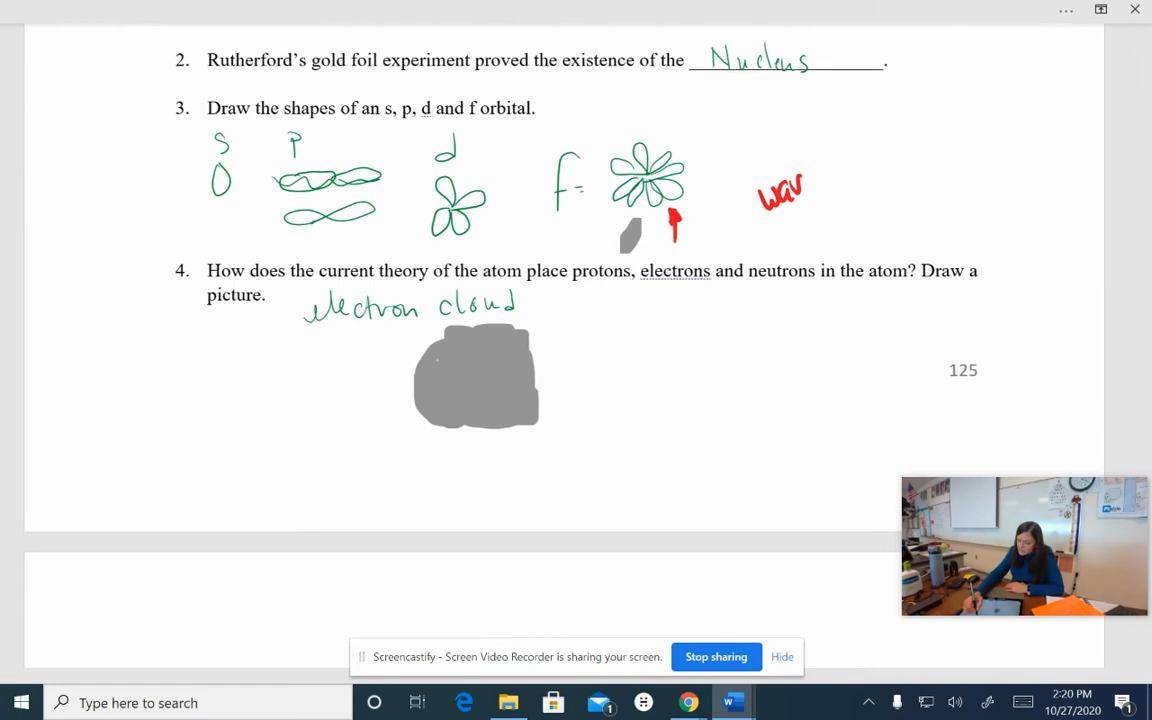 2. Rutherford's gold foil experiment proved the existence of the Nucleus.
3. Draw the shapes of an s, p, d and f orbital.
S P d f=
wav
4. How does the current theory of the atom place protons, electrons and neutrons in the atom? Draw a
picture. electron cloud
125
Screencastify - Screen Video Recorder is sharing your screen. Stop sharing Hide
Type here to search
2:20 PM
10/27/2020